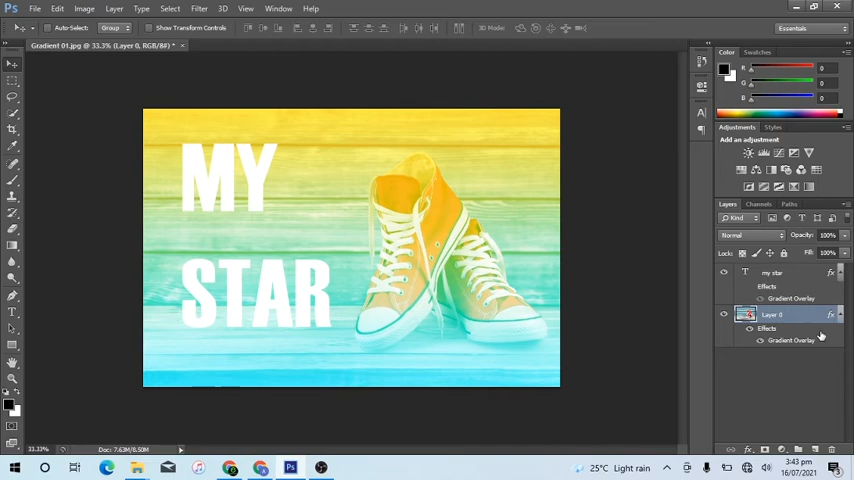 Ps File Edit Image Layer Type Select Filter 3D View Window Help
Auto-Select: Group Show Transform Controls 3D Mode: Essentials
Gradient 01.jpg @ 33.3% (Layer 0, RGB/8#) * ×
Color Swatches
R 0
G 0
B 0
Adjustments Styles
Add an adjustment
Layers Channels Paths
Kind
Normal Opacity: 100%
Lock: Fill: 100%
T my star fx
Effects
Gradient Overlay
Layer 0 fx
Effects
Gradient Overlay
MY
STAR
33.33% Doc: 7.63M/8.50M
25°C Light rain
3:43 pm
16/07/2021
3